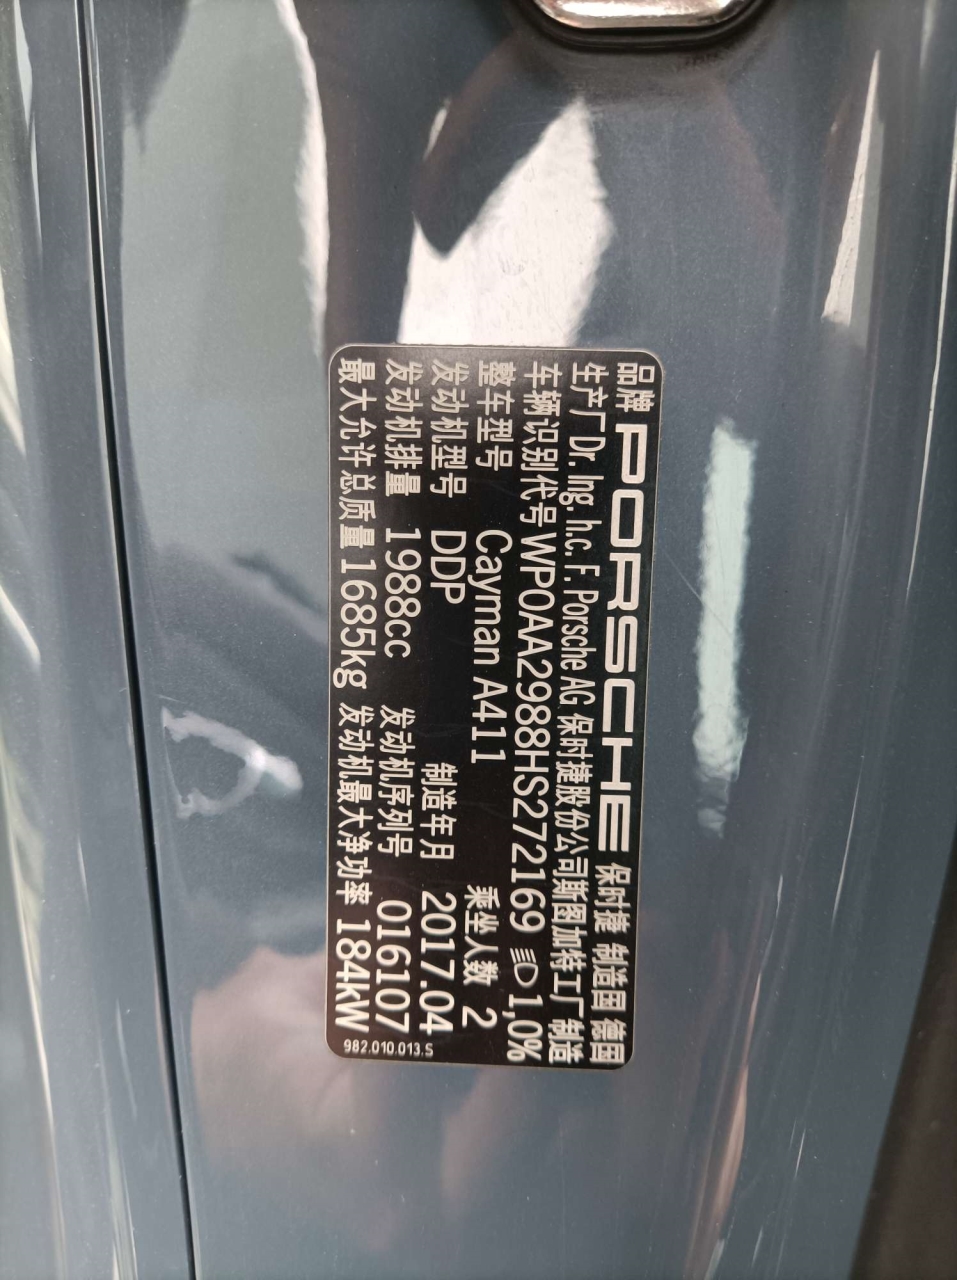 品牌 PORSCHE 保时捷 制造国 德国
生产厂Dr. Ing. h.c. F. Porsche AG 保时捷股份公司斯图加特工厂制造
车辆识别代号 WP0AA2988HS272169 1,0%
整车型号 Cayman A411 乘坐人数 2
发动机型号 DDP 制造年月 2017.04
发动机排量 1988cc 发动机序列号 016107
最大允许总质量 1685kg 发动机最大净功率 184kW
982.010.013.S